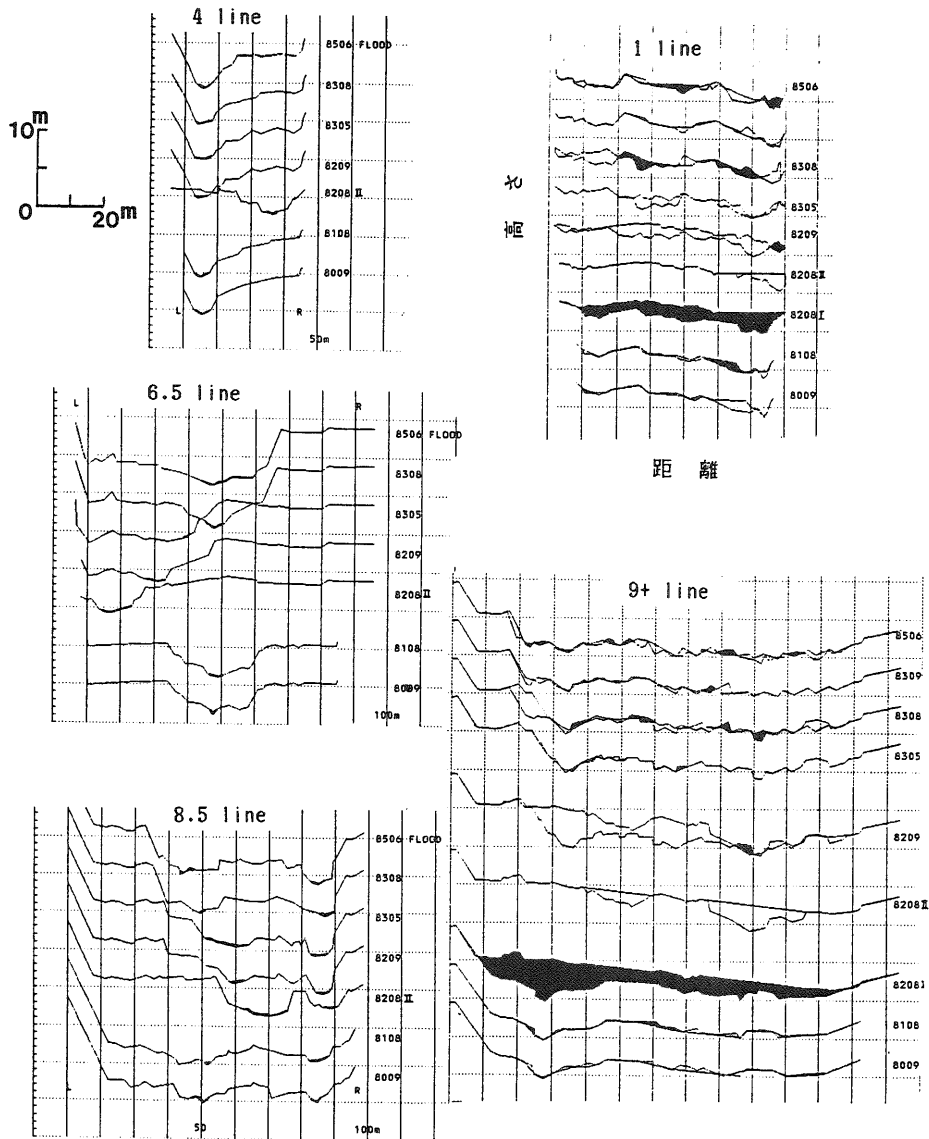 4 line
8506 FLOOD
8308
8305
8209
8208 II
8108
8009
L
R
50m
10m
0
20m
1 line
8506
8308
8305
8209
8208 II
8208 I
8108
8009
高さ
距離
6.5 line
L
R
8506 FLOOD
8308
8305
8209
8208 II
8108
8009
100m
8.5 line
8506 FLOOD
8308
8305
8209
8208 II
8108
8009
L
R
50
100m
9+ line
8506
8309
8308
8305
8209
8208 II
8208 I
8108
8009